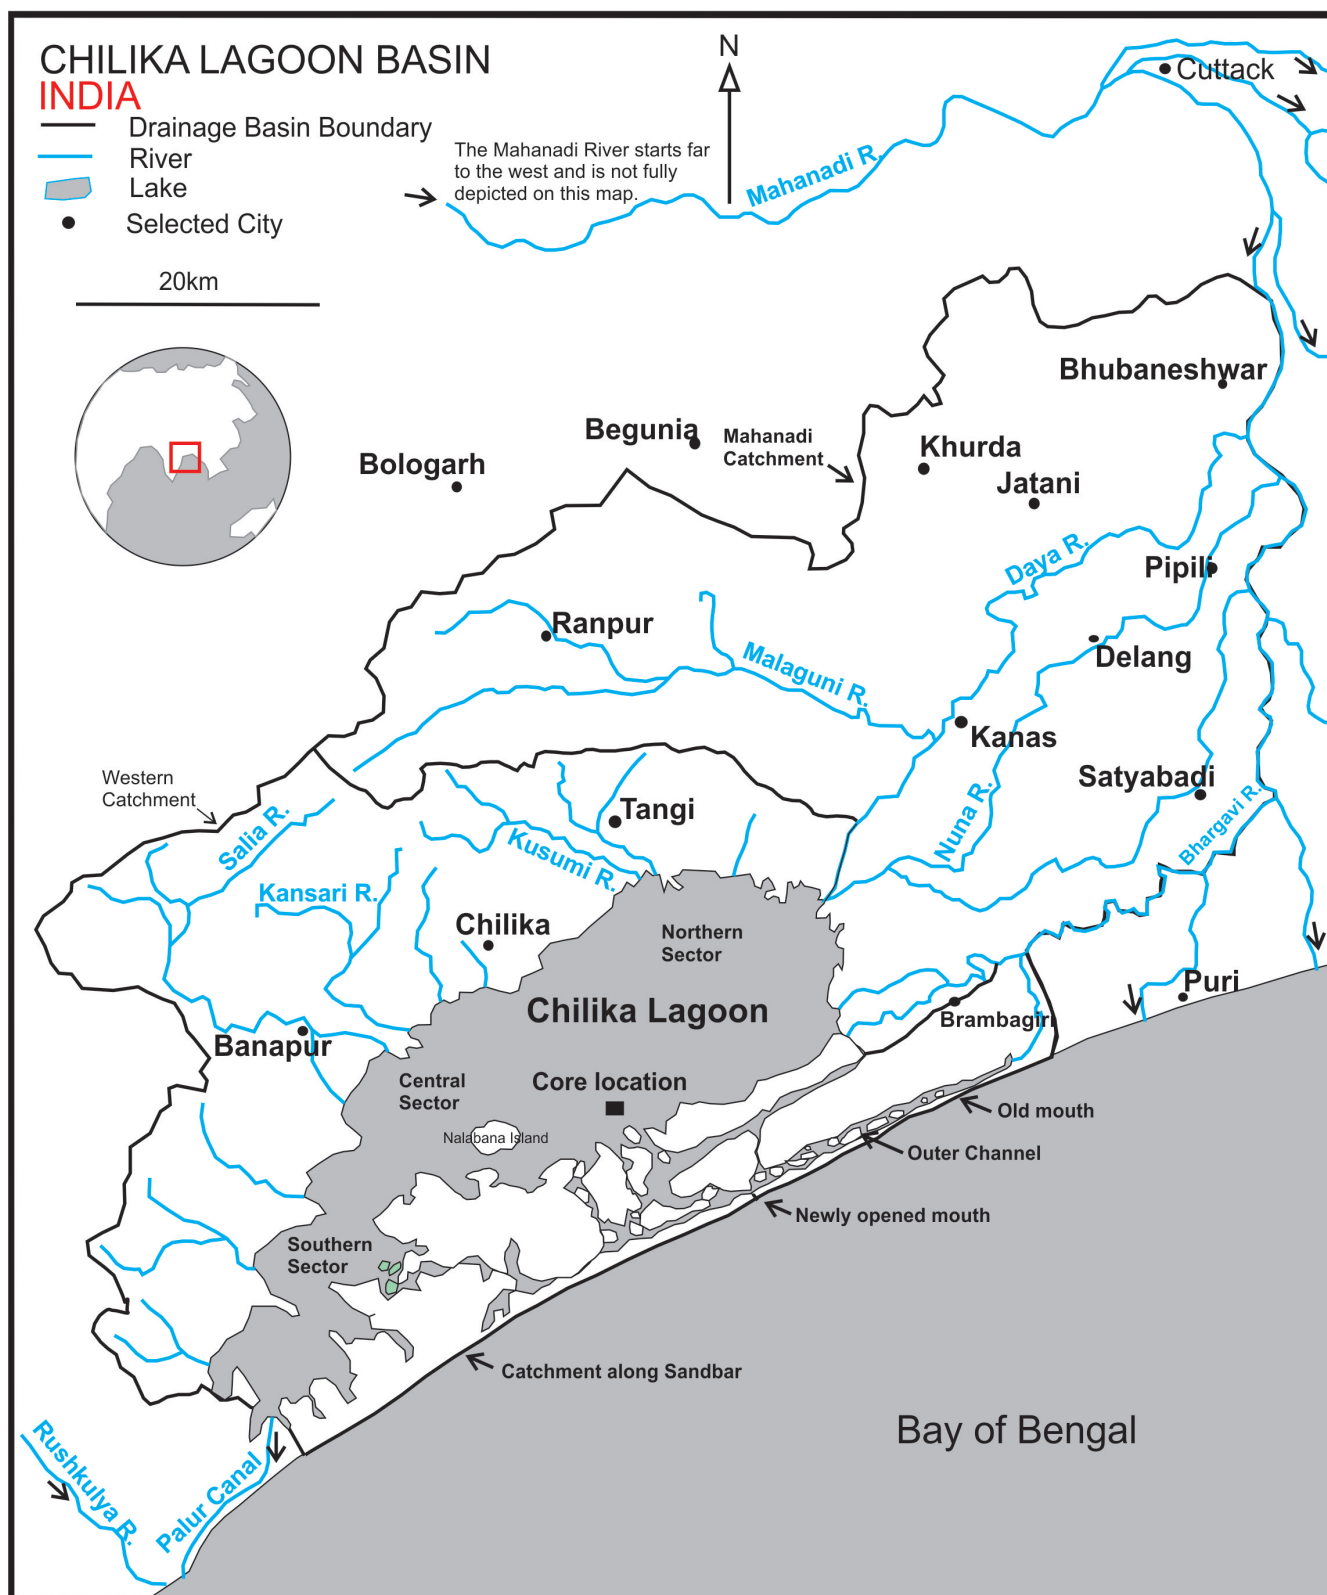 CHILIKA LAGOON BASIN
INDIA
Drainage Basin Boundary
River
Lake
Selected City
20km
N
The Mahanadi River starts far
to the west and is not fully
depicted on this map.
Mahanadi R.
Cuttack
Bhubaneshwar
Begunia
Mahanadi
Catchment
Khurda
Bologarh
Jatani
Daya R.
Pipili
Ranpur
Malaguni R.
Delang
Kanas
Western
Catchment
Satyabadi
Salia R.
Tangi
Nuna R.
Bhargavi R.
Kusumi R.
Kansari R.
Chilika
Northern
Sector
Puri
Chilika Lagoon
Brambagiri
Banapur
Central
Sector
Core location
Old mouth
Nalabana Island
Outer Channel
Newly opened mouth
Southern
Sector
Catchment along Sandbar
Bay of Bengal
Rushkulya R.
Palur Canal